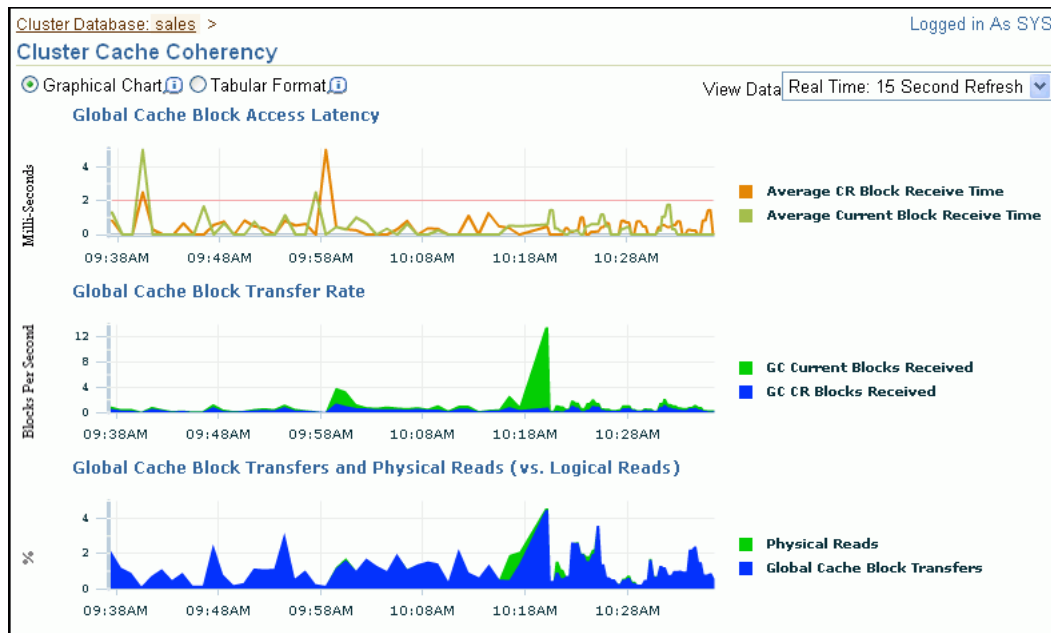 Cluster Database: sales >
Logged in As SYS
Cluster Cache Coherency
Graphical Chart Tabular Format
View Data Real Time: 15 Second Refresh
Global Cache Block Access Latency
Milli-Seconds
4
2
0
09:38AM 09:48AM 09:58AM 10:08AM 10:18AM 10:28AM
Average CR Block Receive Time
Average Current Block Receive Time
Global Cache Block Transfer Rate
Blocks Per Second
12
8
4
0
09:38AM 09:48AM 09:58AM 10:08AM 10:18AM 10:28AM
GC Current Blocks Received
GC CR Blocks Received
Global Cache Block Transfers and Physical Reads (vs. Logical Reads)
%
4
2
0
09:38AM 09:48AM 09:58AM 10:08AM 10:18AM 10:28AM
Physical Reads
Global Cache Block Transfers